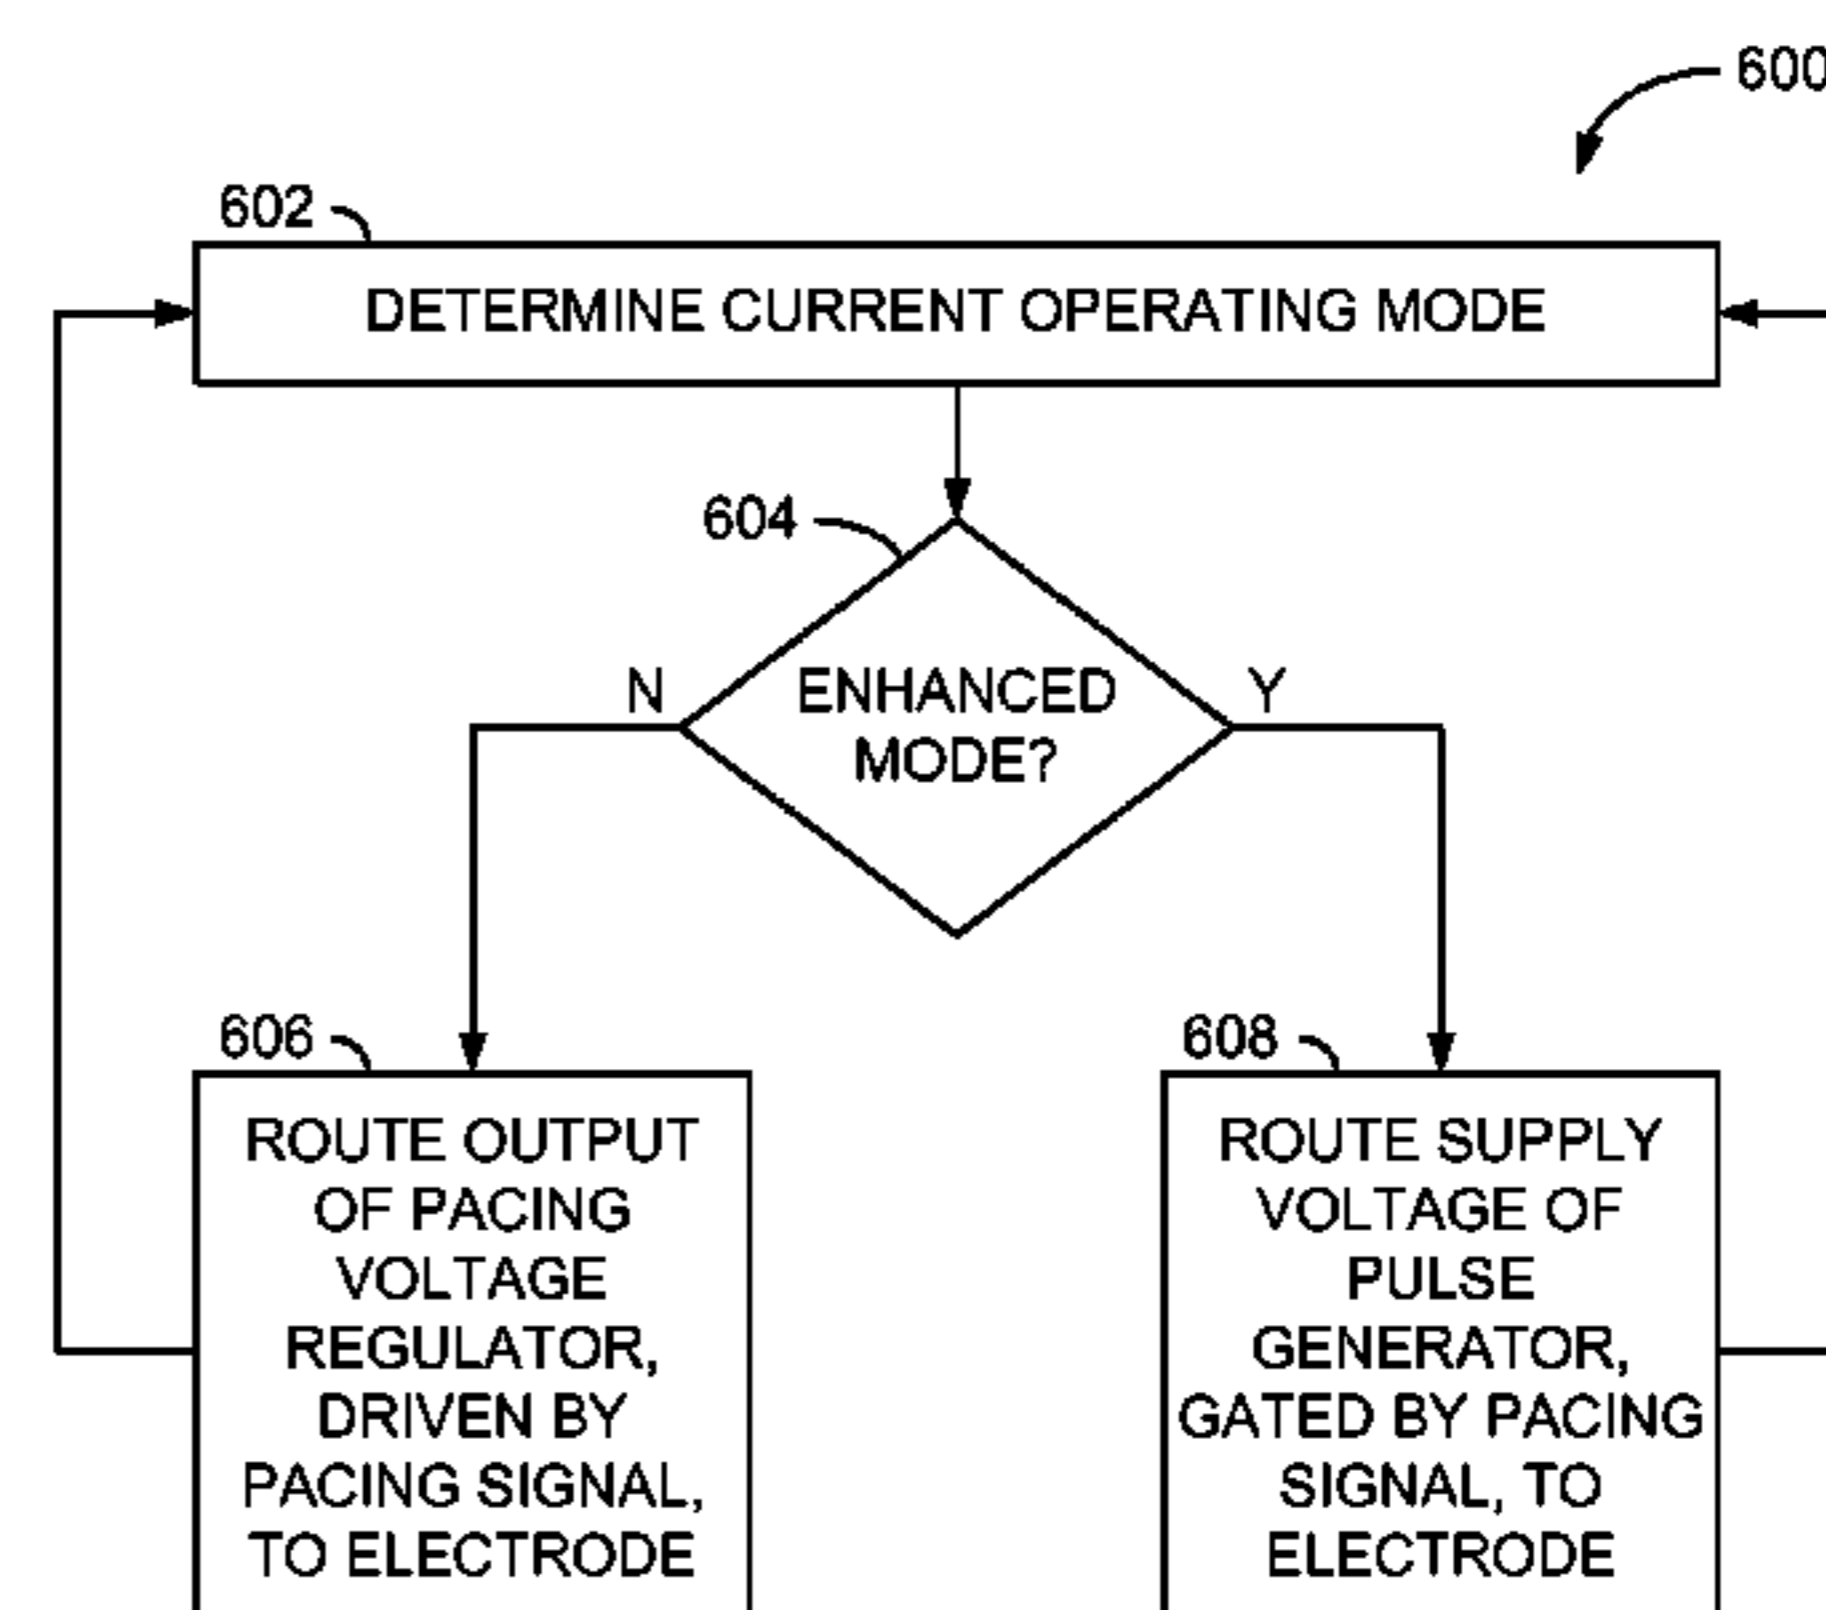 600
602
DETERMINE CURRENT OPERATING MODE
604
N
ENHANCED
MODE?
Y
606
ROUTE OUTPUT
OF PACING
VOLTAGE
REGULATOR,
DRIVEN BY
PACING SIGNAL,
TO ELECTRODE
608
ROUTE SUPPLY
VOLTAGE OF
PULSE
GENERATOR,
GATED BY PACING
SIGNAL, TO
ELECTRODE